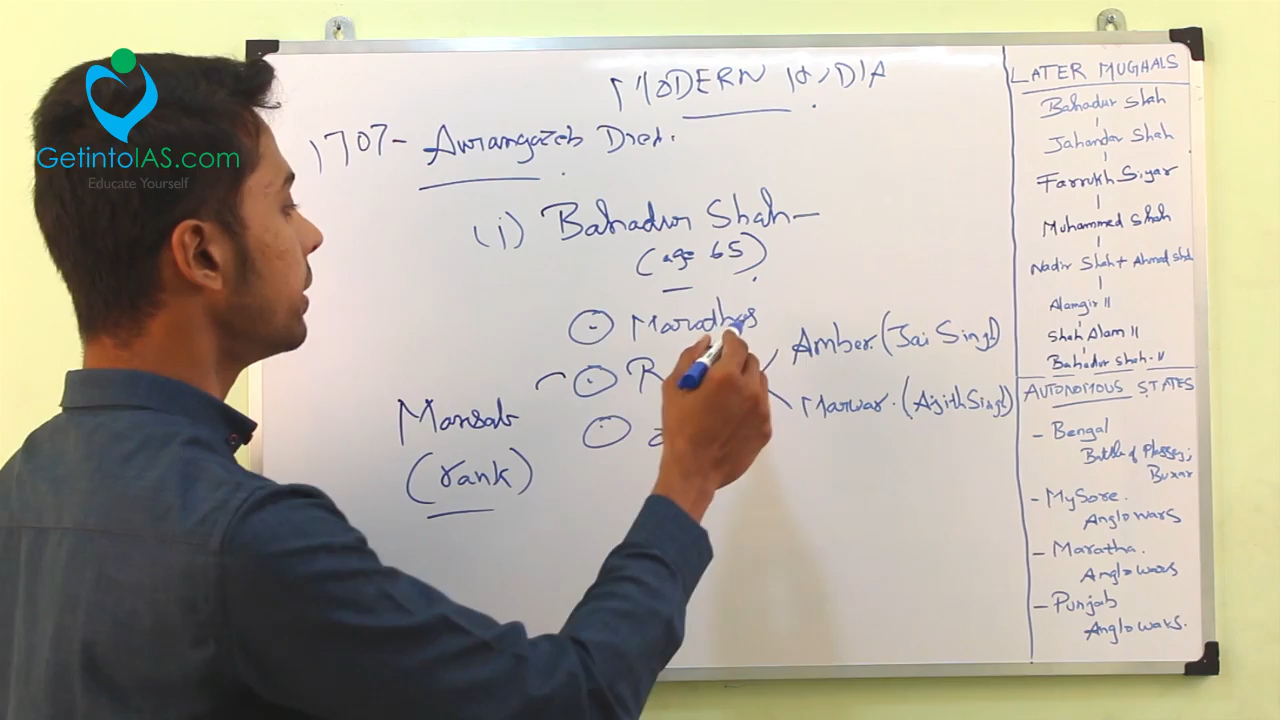 GetintoIAS.com
Educate Yourself
MODERN INDIA
1707- Aurangazeb Died.
(i) Bahadur Shah-
(age 65)
Marathas
Amber. (Jai Singh)
Marwar. (Ajith Singh)
Mansab
(rank)
LATER MUGHALS
Bahadur Shah
Jahandar Shah
Farrukh Siyar
Muhammed Shah
Nadir Shah + Ahmad Shah
Alamgir II
Shah Alam II
Bahadur Shah-II
AUTONOMOUS STATES
- Bengal
Battle of Plassey;
Buxar
- Mysore.
Anglo wars
- Maratha.
Anglo wars
- Punjab
Anglo wars.